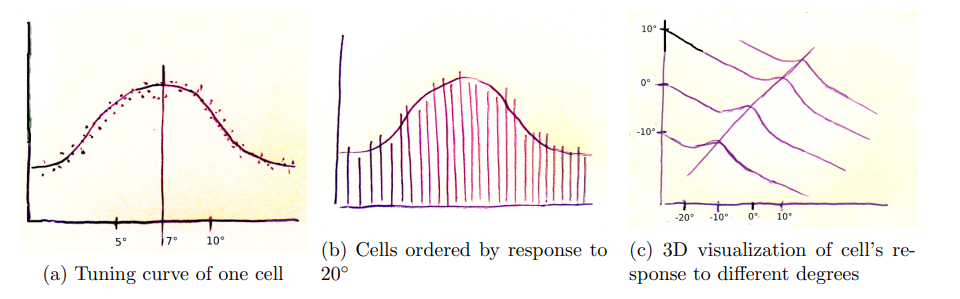 5° 7° 10°
(a) Tuning curve of one cell
(b) Cells ordered by response to
20°
10°
0°
-10°
-20° -10° 0° 10°
(c) 3D visualization of cell's re-
sponse to different degrees